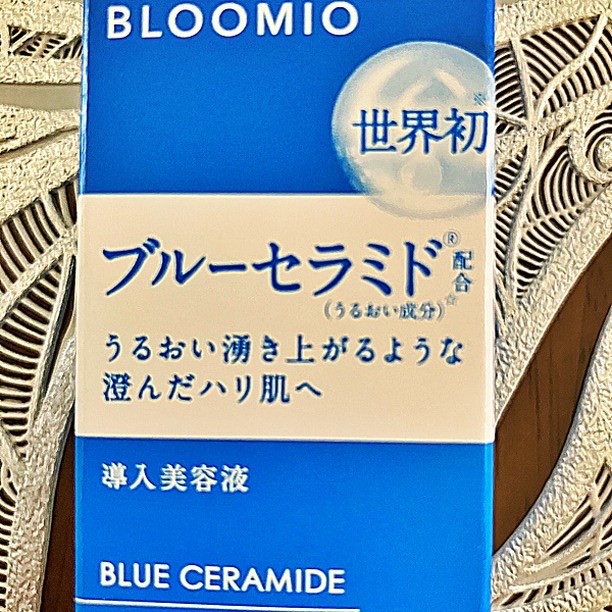 BLOOMIO
世界初※
ブルーセラミド®配合
(うるおい成分)☆
うるおい湧き上がるような
澄んだハリ肌へ
導入美容液
BLUE CERAMIDE